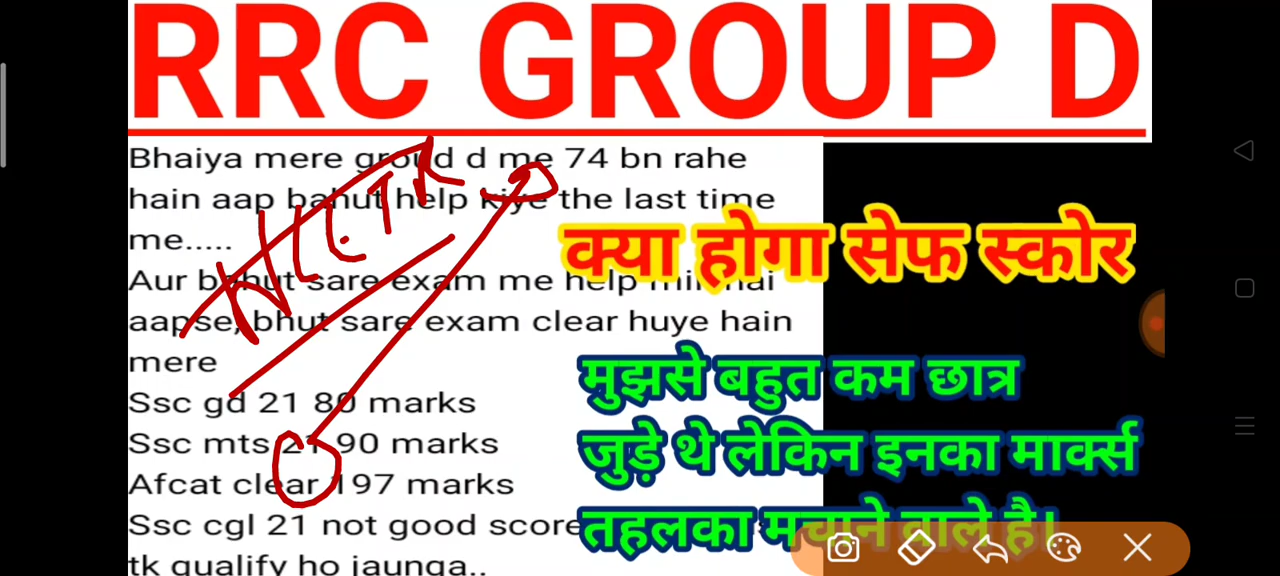 RRC GROUP D
Bhaiya mere groud d me 74 bn rahe
hain aap bahut help kiye the last time
me.....
क्या होगा सेफ स्कोर
Aur bahut sare exam me help mili hai
aapse, bhut sare exam clear huye hain
mere
Ssc gd 21 80 marks
Ssc mts 21 90 marks
Afcat clear 197 marks
Ssc cgl 21 not good score
tk qualify ho jaunga..
मुझसे बहुत कम छात्र
जुड़े थे लेकिन इनका मार्क्स
तहलका मचाने वाले है।